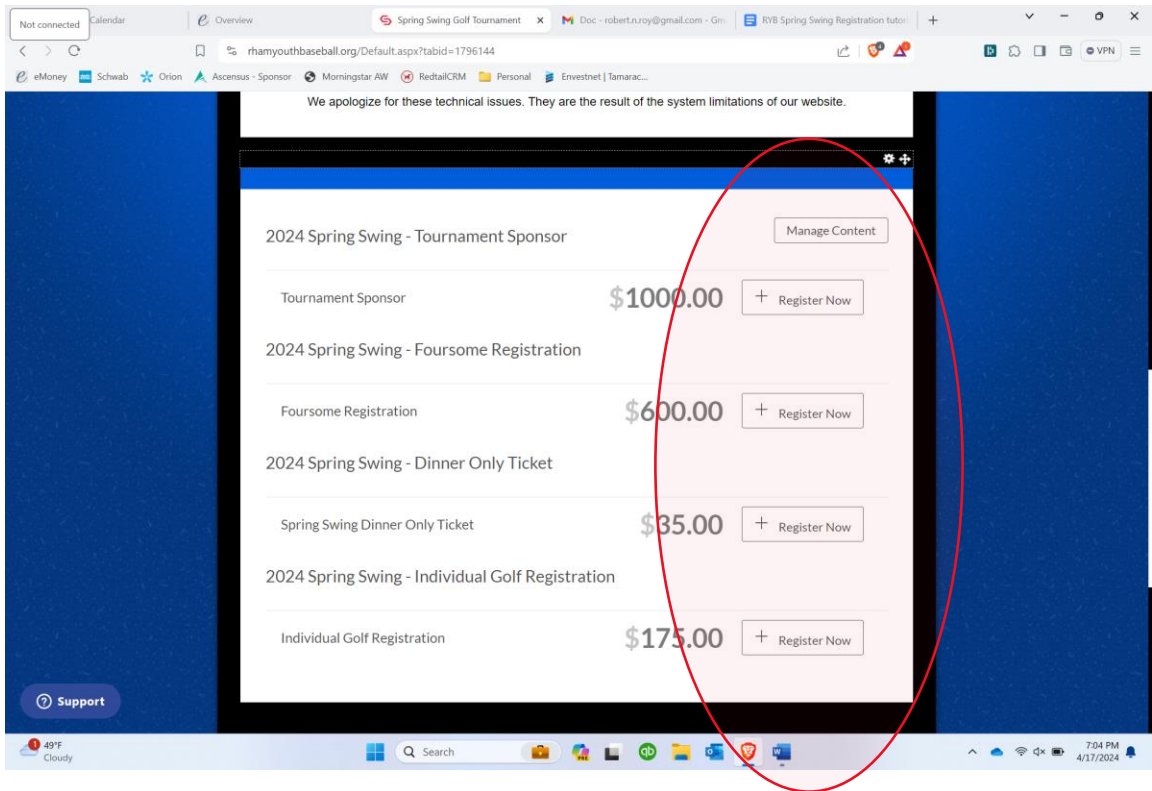 Not connected
Calendar
Overview
Spring Swing Golf Tournament
Doc - robert.n.roy@gmail.com - Gm
RYB Spring Swing Registration tutori
rhamyouthbaseball.org/Default.aspx?tabid=1796144
VPN
eMoney Schwab Orion Ascensus - Sponsor Morningstar AW RedtailCRM Personal Envestnet | Tamarac...
We apologize for these technical issues. They are the result of the system limitations of our website.
Manage Content
2024 Spring Swing - Tournament Sponsor
Tournament Sponsor $1000.00 + Register Now
2024 Spring Swing - Foursome Registration
Foursome Registration $600.00 + Register Now
2024 Spring Swing - Dinner Only Ticket
Spring Swing Dinner Only Ticket $35.00 + Register Now
2024 Spring Swing - Individual Golf Registration
Individual Golf Registration $175.00 + Register Now
Support
1 49°F
Cloudy
Search
7:04 PM
4/17/2024